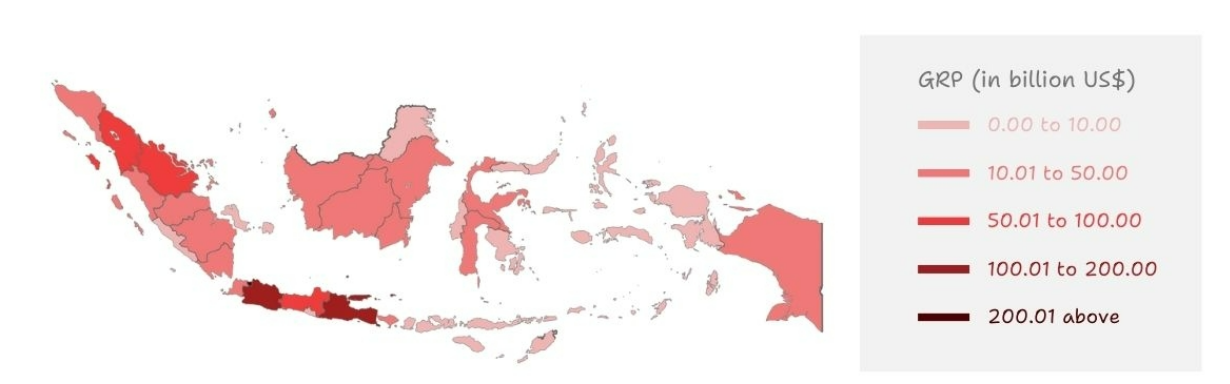 GRP (in billion US$)
0.00 to 10.00
10.01 to 50.00
50.01 to 100.00
100.01 to 200.00
200.01 above